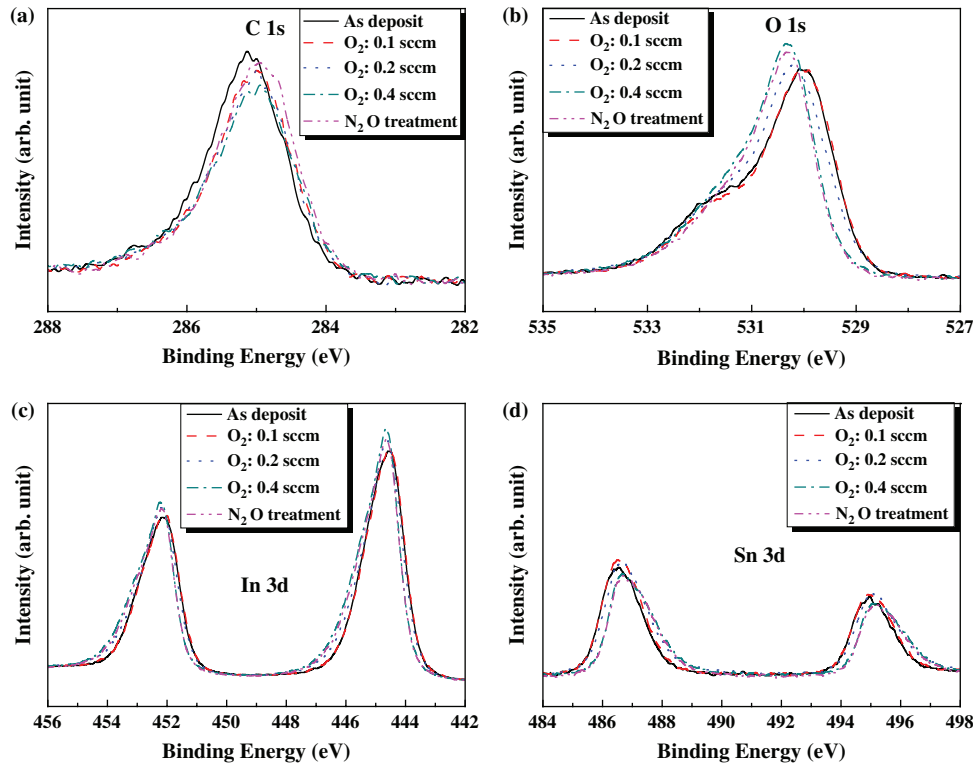 (a)
C 1s
As deposit
O₂: 0.1 sccm
O₂: 0.2 sccm
O₂: 0.4 sccm
N₂O treatment
Intensity (arb. unit)
288 286 284 282
Binding Energy (eV)
(b)
O 1s
As deposit
O₂: 0.1 sccm
O₂: 0.2 sccm
O₂: 0.4 sccm
N₂O treatment
Intensity (arb. unit)
535 533 531 529 527
Binding Energy (eV)
(c)
As deposit
O₂: 0.1 sccm
O₂: 0.2 sccm
O₂: 0.4 sccm
N₂O treatment
In 3d
Intensity (arb. unit)
456 454 452 450 448 446 444 442
Binding Energy (eV)
(d)
As deposit
O₂: 0.1 sccm
O₂: 0.2 sccm
O₂: 0.4 sccm
N₂O treatment
Sn 3d
Intensity (arb. unit)
484 486 488 490 492 494 496 498
Binding Energy (eV)